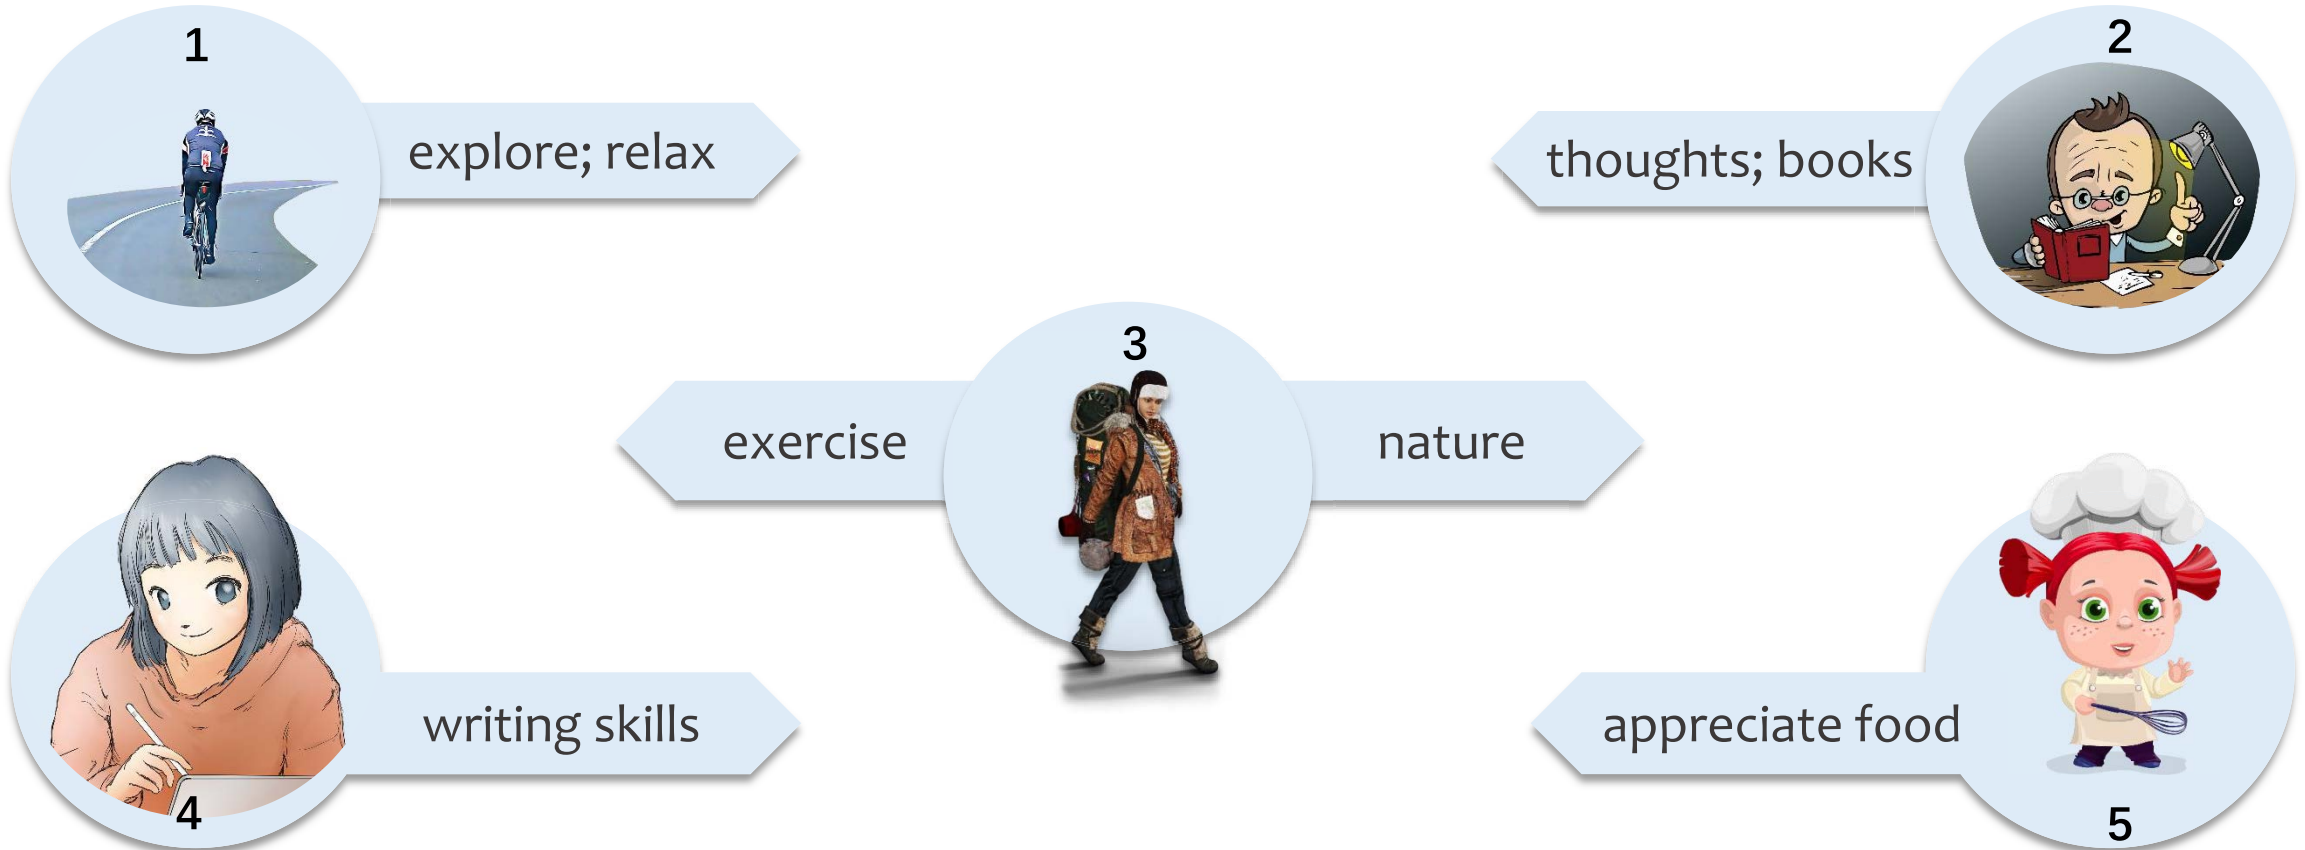 1
explore; relax
2
thoughts; books
3
exercise
nature
4
writing skills
5
appreciate food